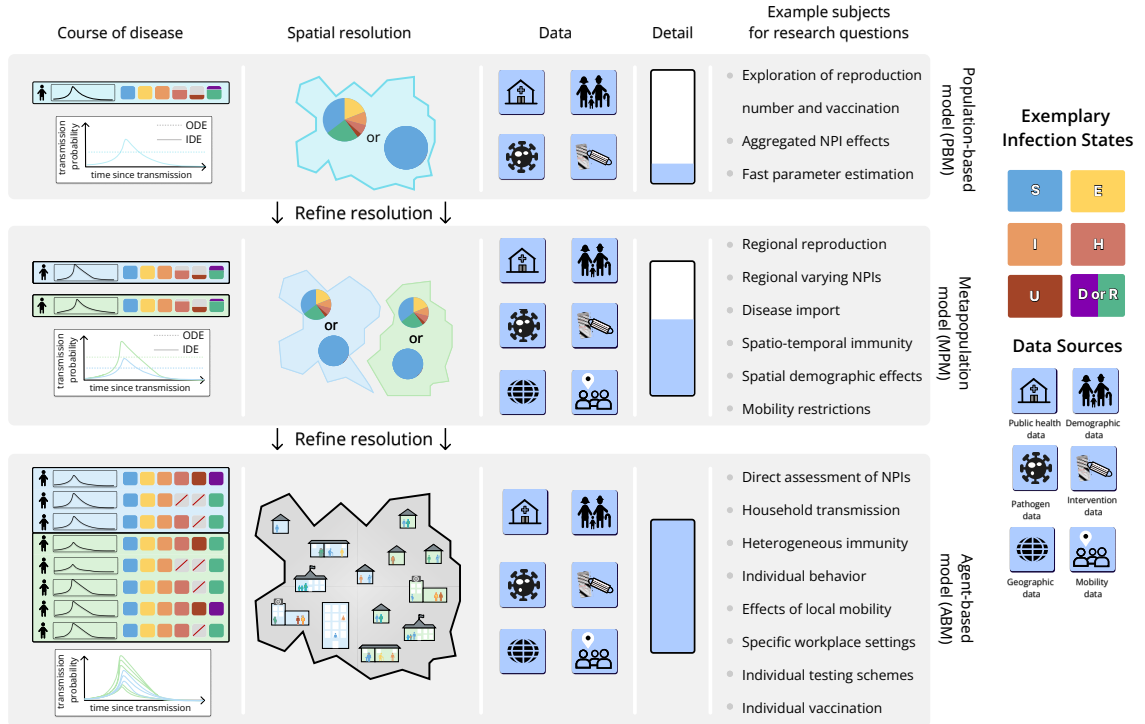 Course of disease
Spatial resolution
Data
Detail
Example subjects
for research questions
transmission
probability
ODE
IDE
time since transmission
or
Exploration of reproduction
number and vaccination
Aggregated NPI effects
Fast parameter estimation
Population-based
model (PBM)
↓ Refine resolution ↓
transmission
probability
ODE
IDE
time since transmission
or
or
Regional reproduction
Regional varying NPIs
Disease import
Spatio-temporal immunity
Spatial demographic effects
Mobility restrictions
Metapopulation
model (MPM)
↓ Refine resolution ↓
transmission
probability
time since transmission
Direct assessment of NPIs
Household transmission
Heterogeneous immunity
Individual behavior
Effects of local mobility
Specific workplace settings
Individual testing schemes
Individual vaccination
Agent-based
model (ABM)
Exemplary
Infection States
S E
I H
U D or R
Data Sources
Public health
data
Demographic
data
Pathogen
data
Intervention
data
Geographic
data
Mobility
data